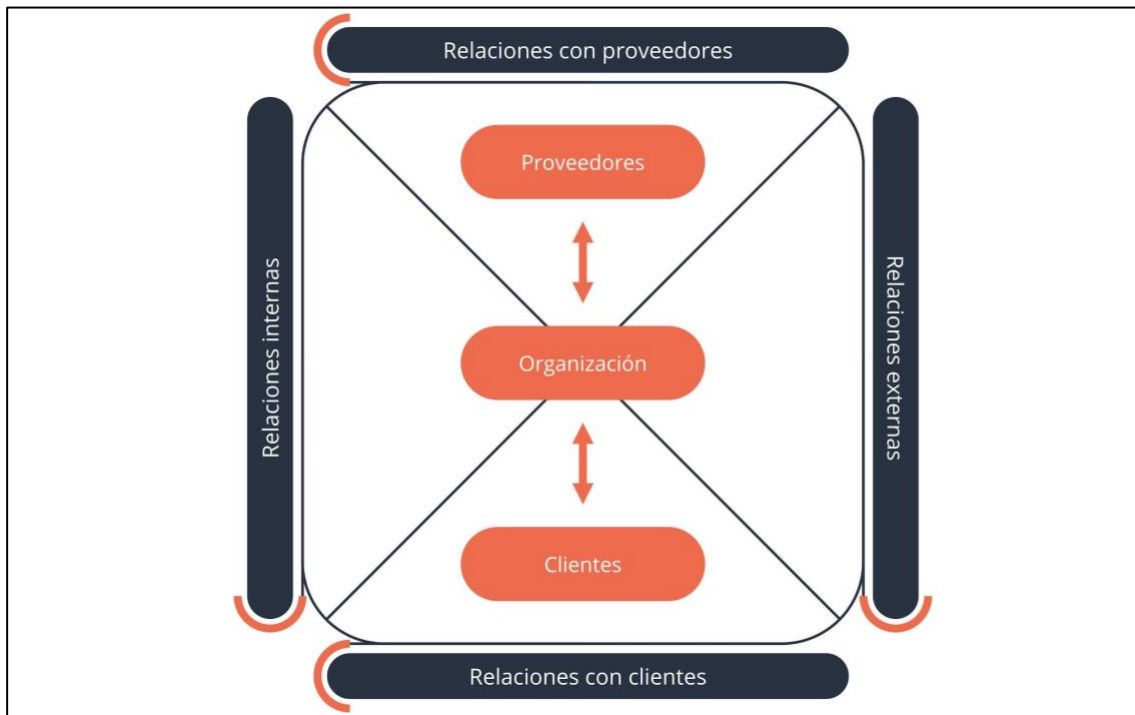 Relaciones con proveedores
Proveedores
Relaciones internas
Organización
Relaciones externas
Clientes
Relaciones con clientes